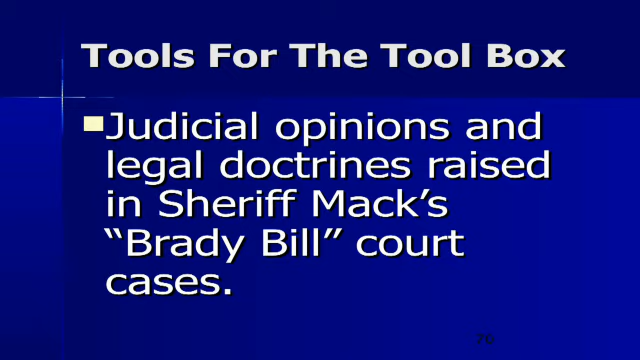 Tools For The Tool Box
Judicial opinions and
legal doctrines raised
in Sheriff Mack’s
“Brady Bill” court
cases.
70